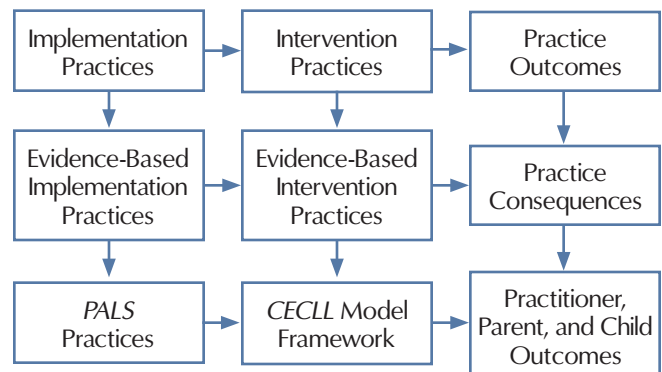 Implementation
Practices
Intervention
Practices
Practice
Outcomes
Evidence-Based
Implementation
Practices
Evidence-Based
Intervention
Practices
Practice
Consequences
PALS
Practices
CECLL Model
Framework
Practitioner,
Parent, and Child
Outcomes